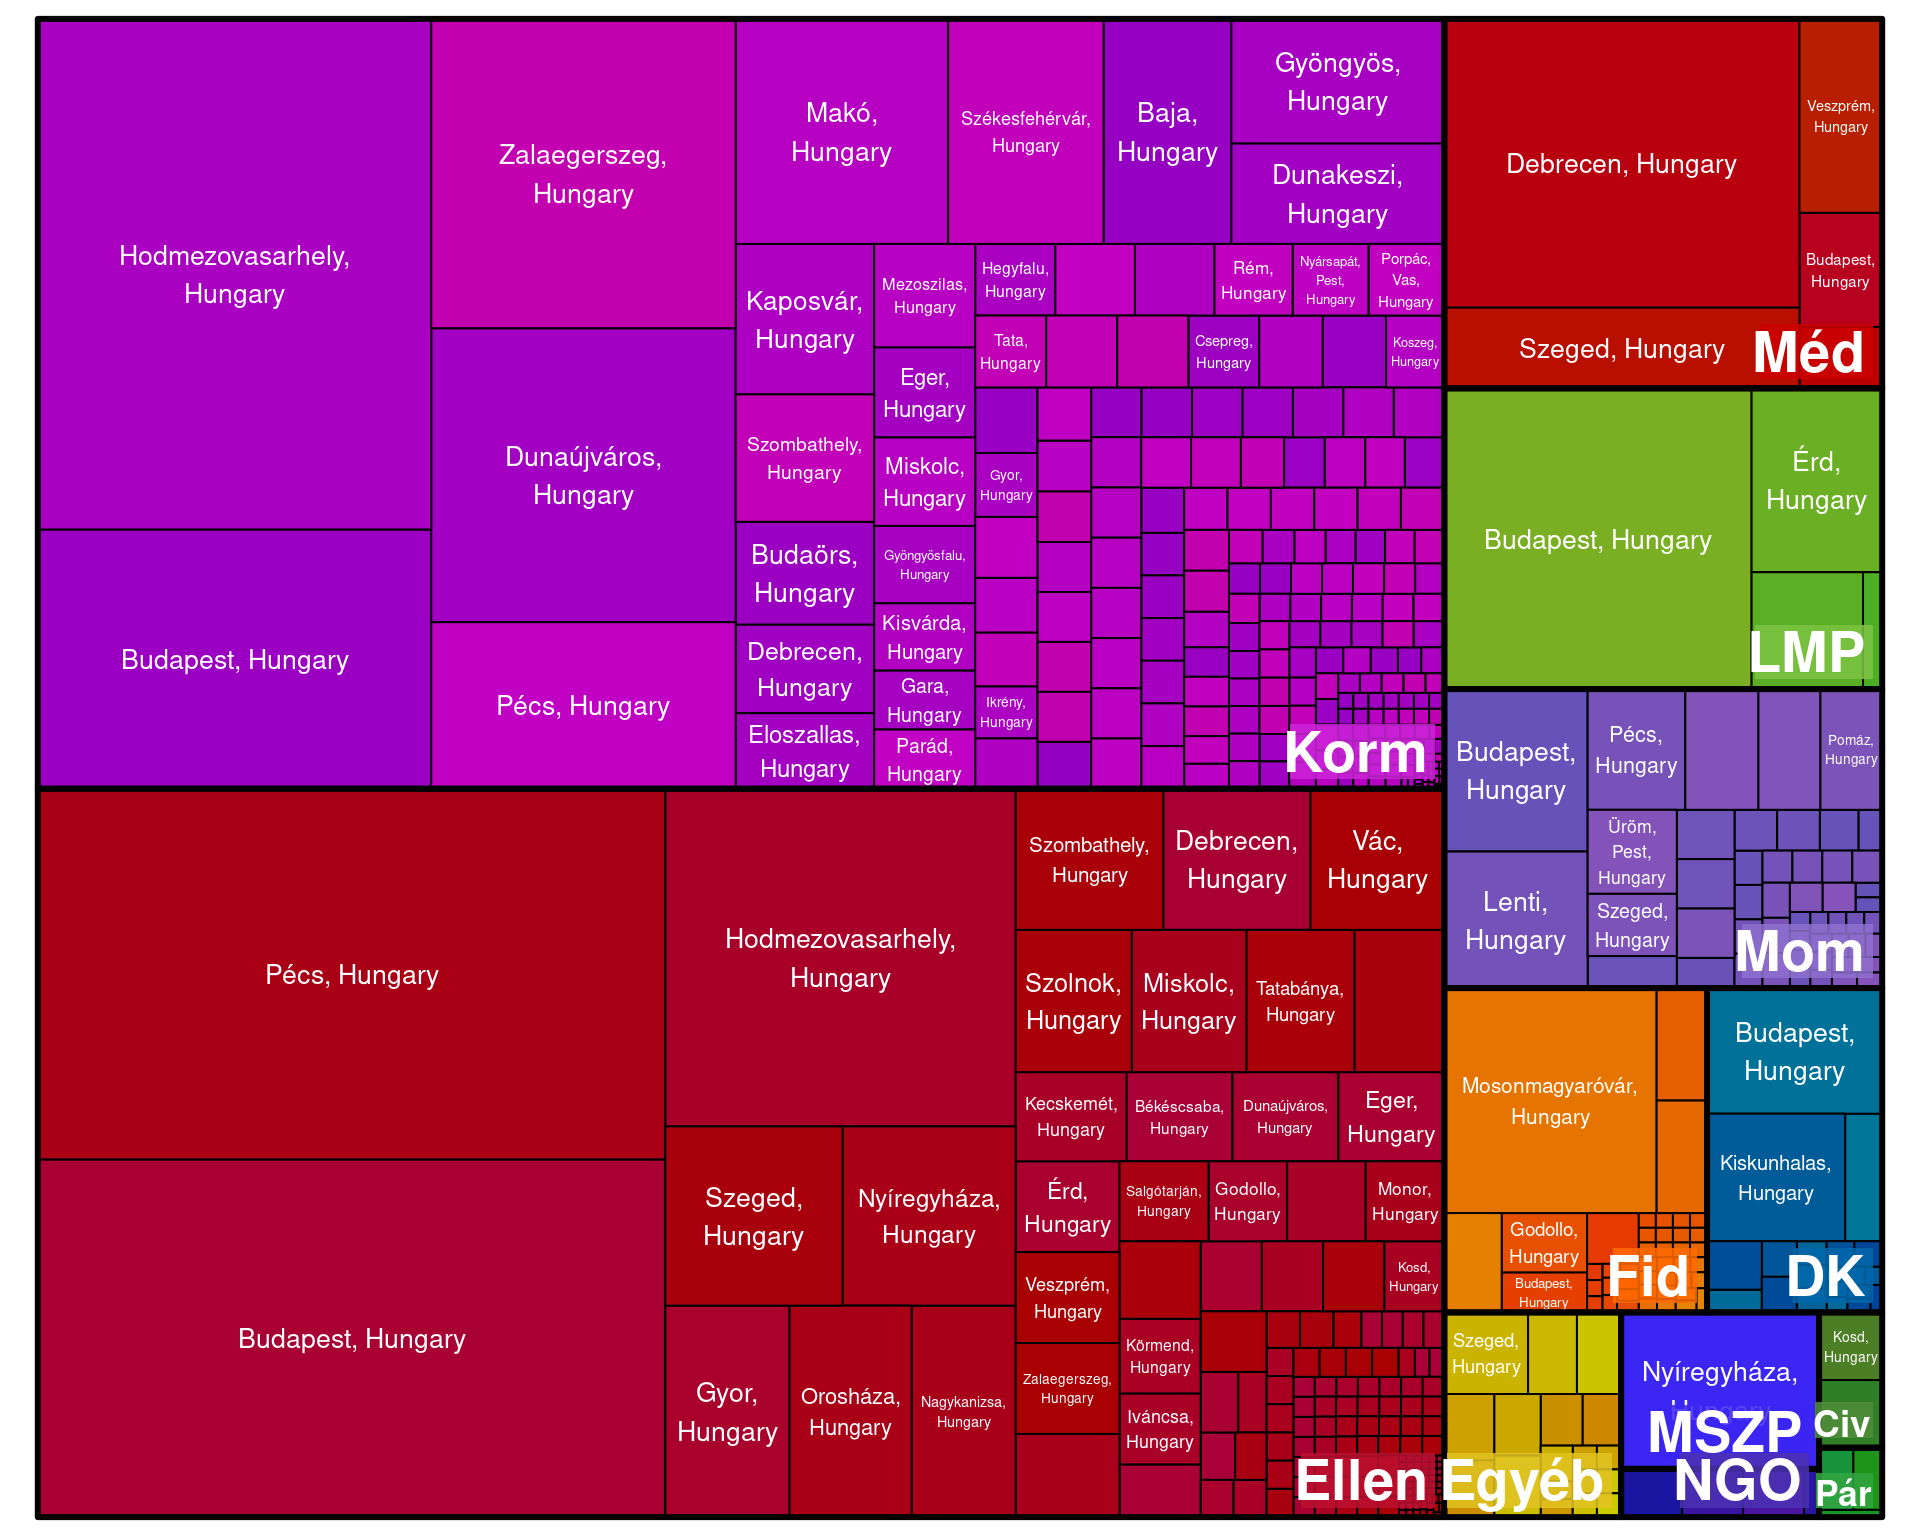 Hodmezovasarhely,
Hungary
Budapest, Hungary
Zalaegerszeg,
Hungary
Dunaújváros,
Hungary
Pécs, Hungary
Makó,
Hungary
Székesfehérvár,
Hungary
Baja,
Hungary
Gyöngyös,
Hungary
Dunakeszi,
Hungary
Kaposvár,
Hungary
Szombathely,
Hungary
Budaörs,
Hungary
Debrecen,
Hungary
Eloszallas,
Hungary
Mezoszilas,
Hungary
Eger,
Hungary
Miskolc,
Hungary
Gyöngyösfalu,
Hungary
Kisvárda,
Hungary
Gara,
Hungary
Parád,
Hungary
Hegyfalu,
Hungary
Rém,
Hungary
Nyársapát,
Pest,
Hungary
Porpác,
Vas,
Hungary
Tata,
Hungary
Csepreg,
Hungary
Koszeg,
Hungary
Gyor,
Hungary
Ikrény,
Hungary
Korm
Debrecen, Hungary
Veszprém,
Hungary
Budapest,
Hungary
Szeged, Hungary
Méd
Budapest, Hungary
Érd,
Hungary
LMP
Budapest,
Hungary
Lenti,
Hungary
Pécs,
Hungary
Pomáz,
Hungary
Üröm,
Pest,
Hungary
Szeged,
Hungary
Mom
Pécs, Hungary
Budapest, Hungary
Hodmezovasarhely,
Hungary
Szeged,
Hungary
Nyíregyháza,
Hungary
Gyor,
Hungary
Orosháza,
Hungary
Nagykanizsa,
Hungary
Szombathely,
Hungary
Debrecen,
Hungary
Vác,
Hungary
Szolnok,
Hungary
Miskolc,
Hungary
Tatabánya,
Hungary
Kecskemét,
Hungary
Békéscsaba,
Hungary
Dunaújváros,
Hungary
Eger,
Hungary
Érd,
Hungary
Salgótarján,
Hungary
Godollo,
Hungary
Monor,
Hungary
Veszprém,
Hungary
Kosd,
Hungary
Zalaegerszeg,
Hungary
Körmend,
Hungary
Iváncsa,
Hungary
Ellen
Mosonmagyaróvár,
Hungary
Godollo,
Hungary
Budapest,
Hungary
Fid
Budapest,
Hungary
Kiskunhalas,
Hungary
DK
Szeged,
Hungary
Egyéb
Nyíregyháza,
Hungary
MSZP
NGO
Kosd,
Hungary
Civ
Pár